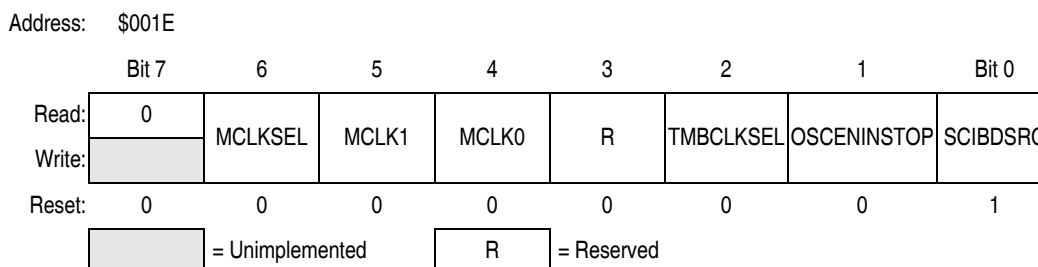 Address: $001E
Bit 7 6 5 4 3 2 1 Bit 0
Read: 0 MCLKSEL MCLK1 MCLK0 R TMBCLKSEL OSCENINSTOP
Write:
Reset: 0 0 0 0 0 0 0 1
= Unimplemented R = Reserved